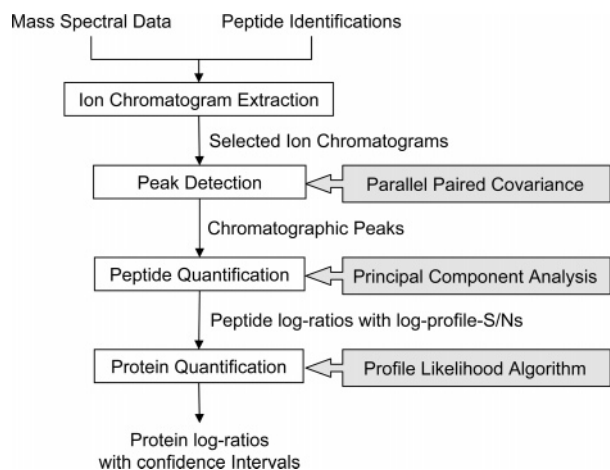 Mass Spectral Data
Peptide Identifications
Ion Chromatogram Extraction
Selected Ion Chromatograms
Peak Detection
Parallel Paired Covariance
Chromatographic Peaks
Peptide Quantification
Principal Component Analysis
Peptide log-ratios with log-profile-S/Ns
Protein Quantification
Profile Likelihood Algorithm
Protein log-ratios
with confidence Intervals